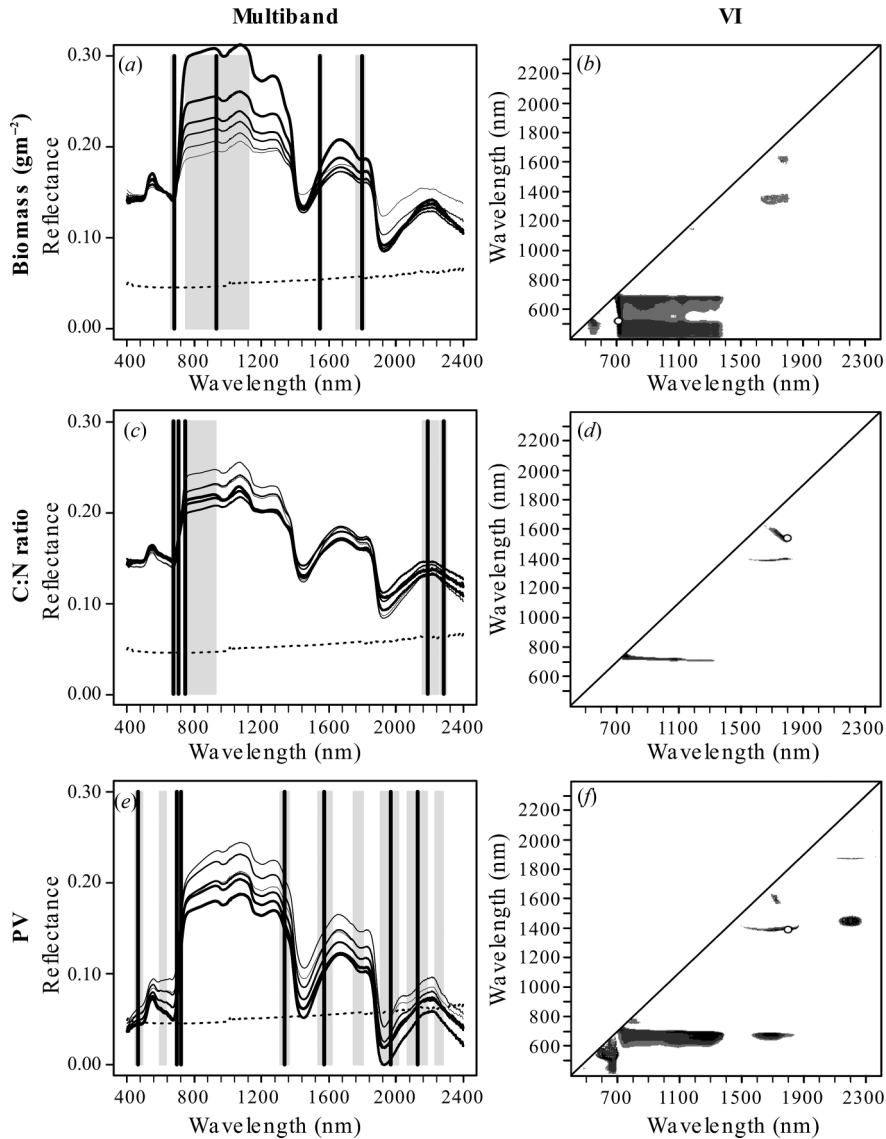 Multiband
VI
Biomass (gm⁻²)
Reflectance
0.30
0.20
0.10
0.00
(a)
400 800 1200 1600 2000 2400
Wavelength (nm)
Wavelength (nm)
2200
2000
1800
1600
1400
1200
1000
800
600
(b)
700 1100 1500 1900 2300
Wavelength (nm)
C:N ratio
Reflectance
0.30
0.20
0.10
0.00
(c)
400 800 1200 1600 2000 2400
Wavelength (nm)
Wavelength (nm)
2200
2000
1800
1600
1400
1200
1000
800
600
(d)
700 1100 1500 1900 2300
Wavelength (nm)
PV
Reflectance
0.30
0.20
0.10
0.00
(e)
400 800 1200 1600 2000 2400
Wavelength (nm)
Wavelength (nm)
2200
2000
1800
1600
1400
1200
1000
800
600
(f)
700 1100 1500 1900 2300
Wavelength (nm)